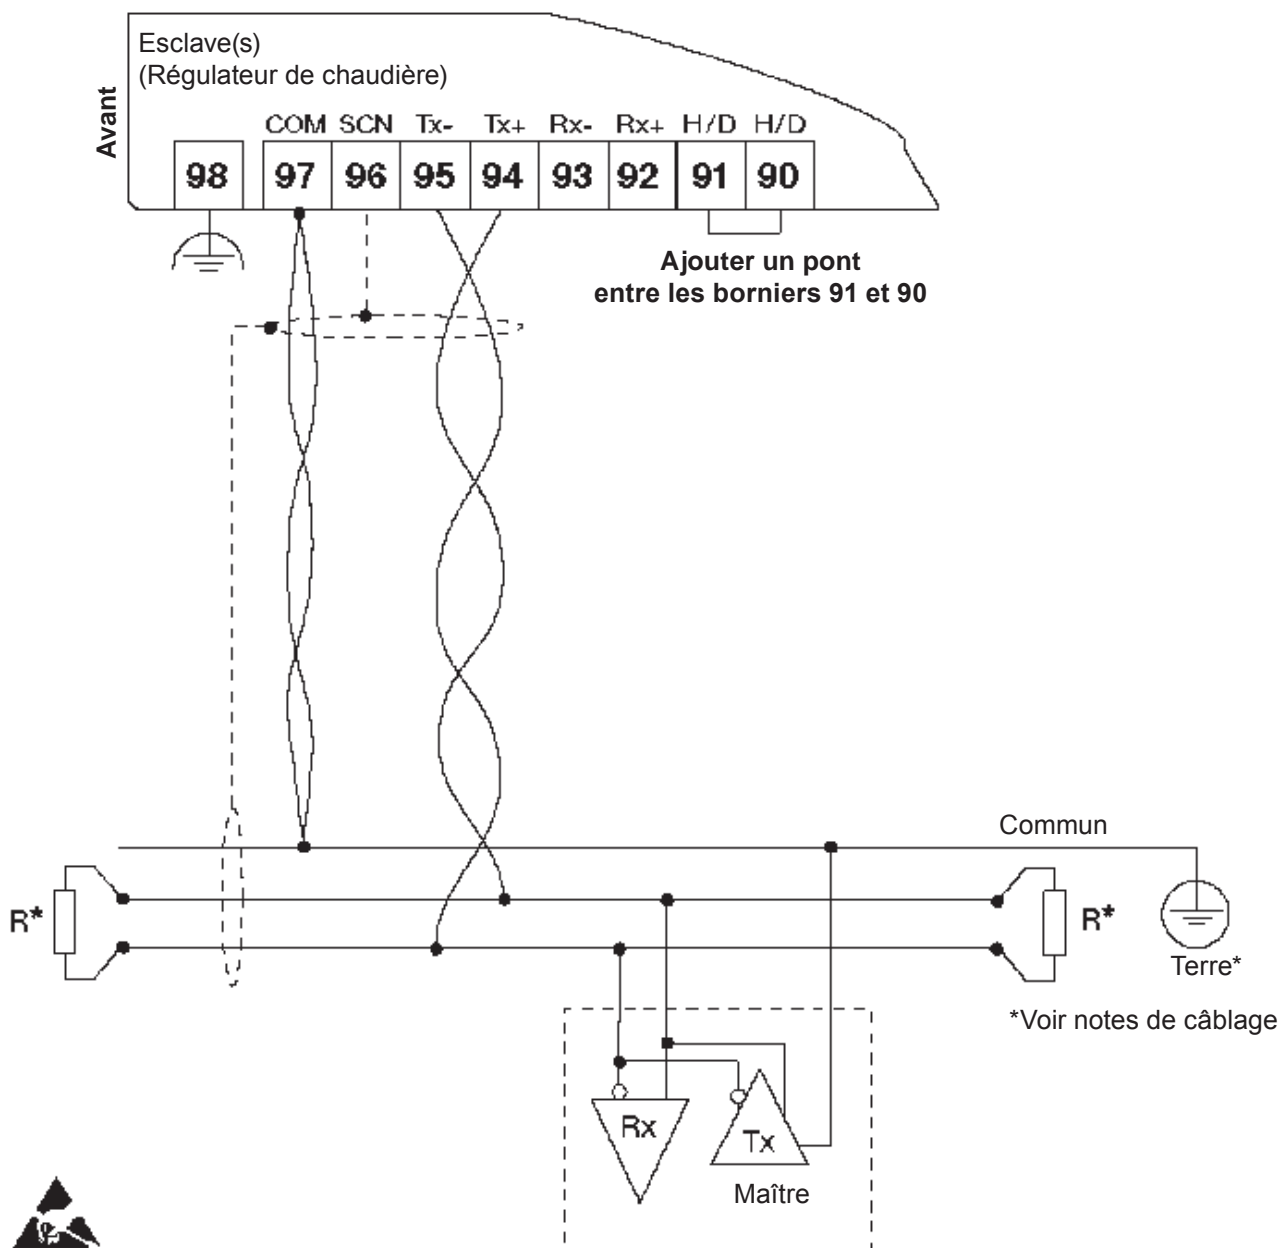 Esclave(s)
(Régulateur de chaudière)
Avant
COM SCN Tx- Tx+ Rx- Rx+ H/D H/D
98 97 96 95 94 93 92 91 90
Ajouter un pont
entre les borniers 91 et 90
Commun
R*
R*
Terre*
*Voir notes de câblage
Rx
Tx
Maître